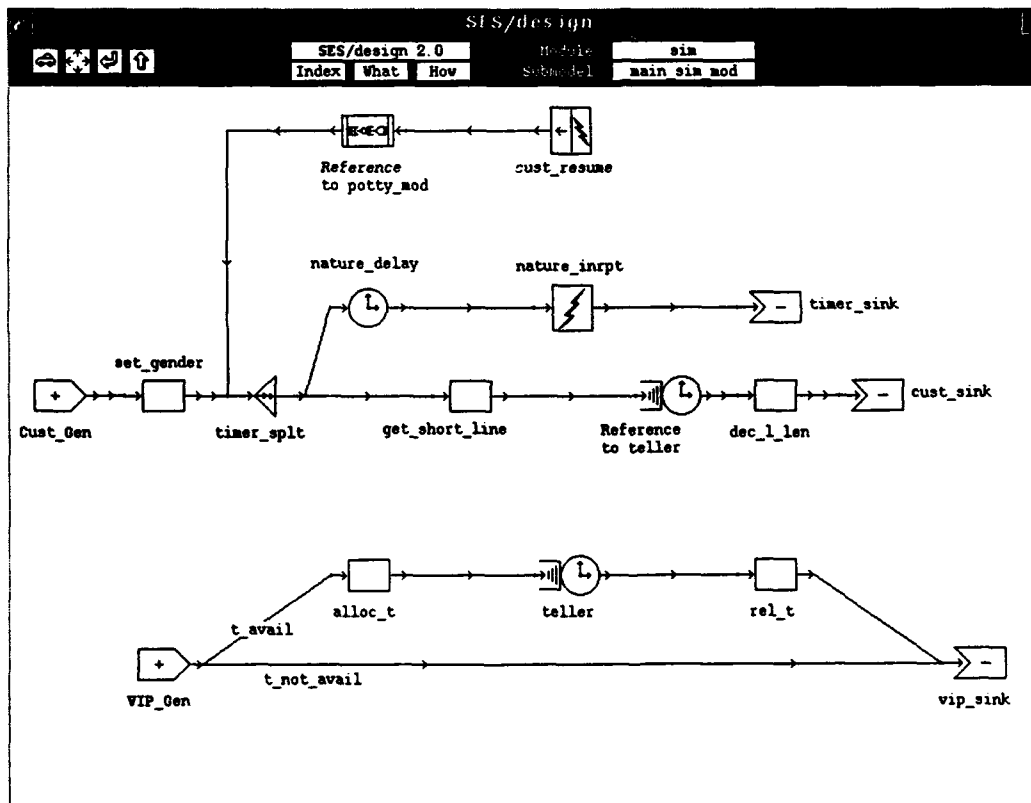 SES/design
SES/design 2.0
Module
sim
Index
What
How
Submodel
main sim mod
Reference
to potty_mod
cust_resume
nature_delay
nature_inrpt
timer_sink
set_gender
cust_sink
Cust_Gen
timer_splt
get_short_line
Reference
to teller
dec_l_len
alloc_t
teller
rel_t
t_avail
t_not_avail
VIP_Gen
vip_sink